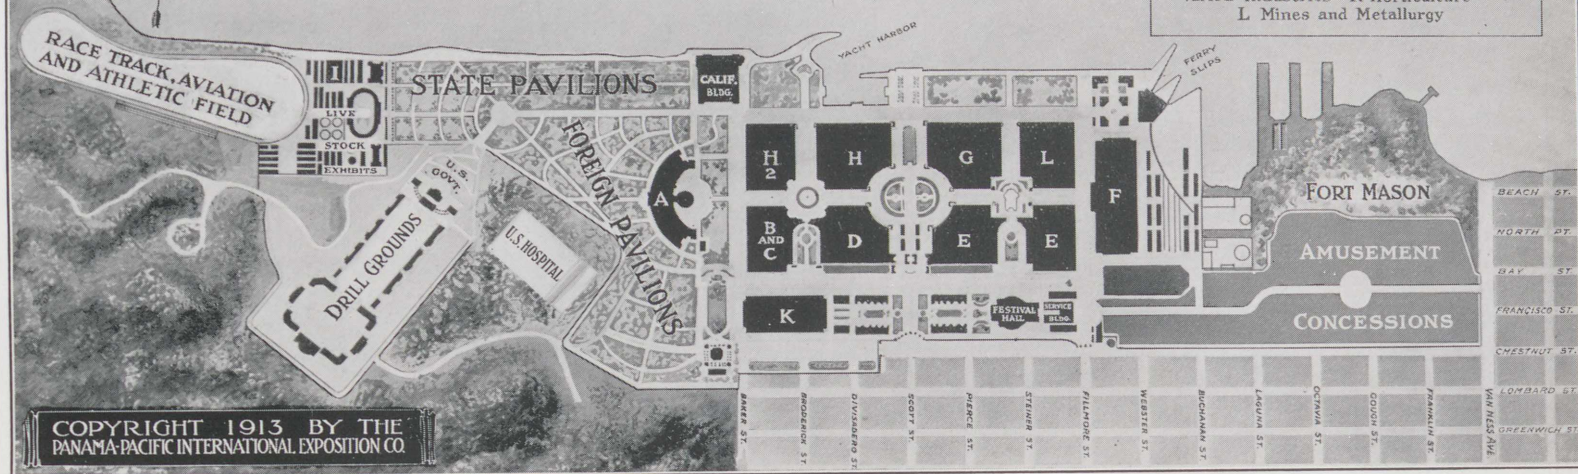 L Mines and Metallurgy
RACE TRACK, AVIATION
AND ATHLETIC FIELD
I
LIVE
STOCK
EXHIBITS
STATE PAVILIONS
CALIF.
BLDG.
YACHT HARBOR
FERRY
SLIPS
FOREIGN PAVILIONS
U.S.
GOVT.
DRILL GROUNDS
U.S. HOSPITAL
A
H
2
H
G
L
B
AND
C
D
E
E
F
K
FESTIVAL
HALL
SERVICE
BLDG.
FORT MASON
AMUSEMENT
CONCESSIONS
BEACH ST.
NORTH PT.
BAY ST.
FRANCISCO ST.
CHESTNUT ST.
LOMBARD ST.
GREENWICH ST.
BAKER ST.
BRODERICK ST.
DIVISADERO ST.
SCOTT ST.
PIERCE ST.
STEINER ST.
FILLMORE ST.
WEBSTER ST.
BUCHANAN ST.
LAGUNA ST.
OCTAVIA ST.
GOUGH ST.
FRANKLIN ST.
VAN NESS AVE.
COPYRIGHT 1913 BY THE
PANAMA-PACIFIC INTERNATIONAL EXPOSITION CO.